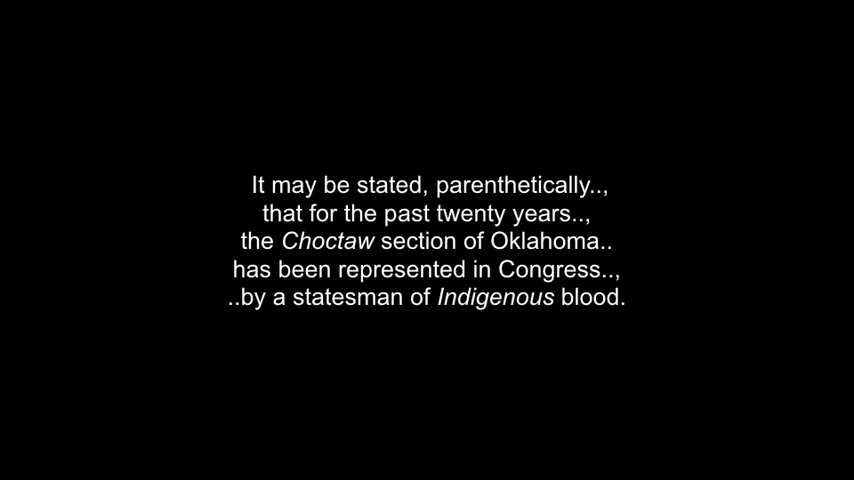 It may be stated, parenthetically..,
that for the past twenty years..,
the Choctaw section of Oklahoma..
has been represented in Congress..,
..by a statesman of Indigenous blood.